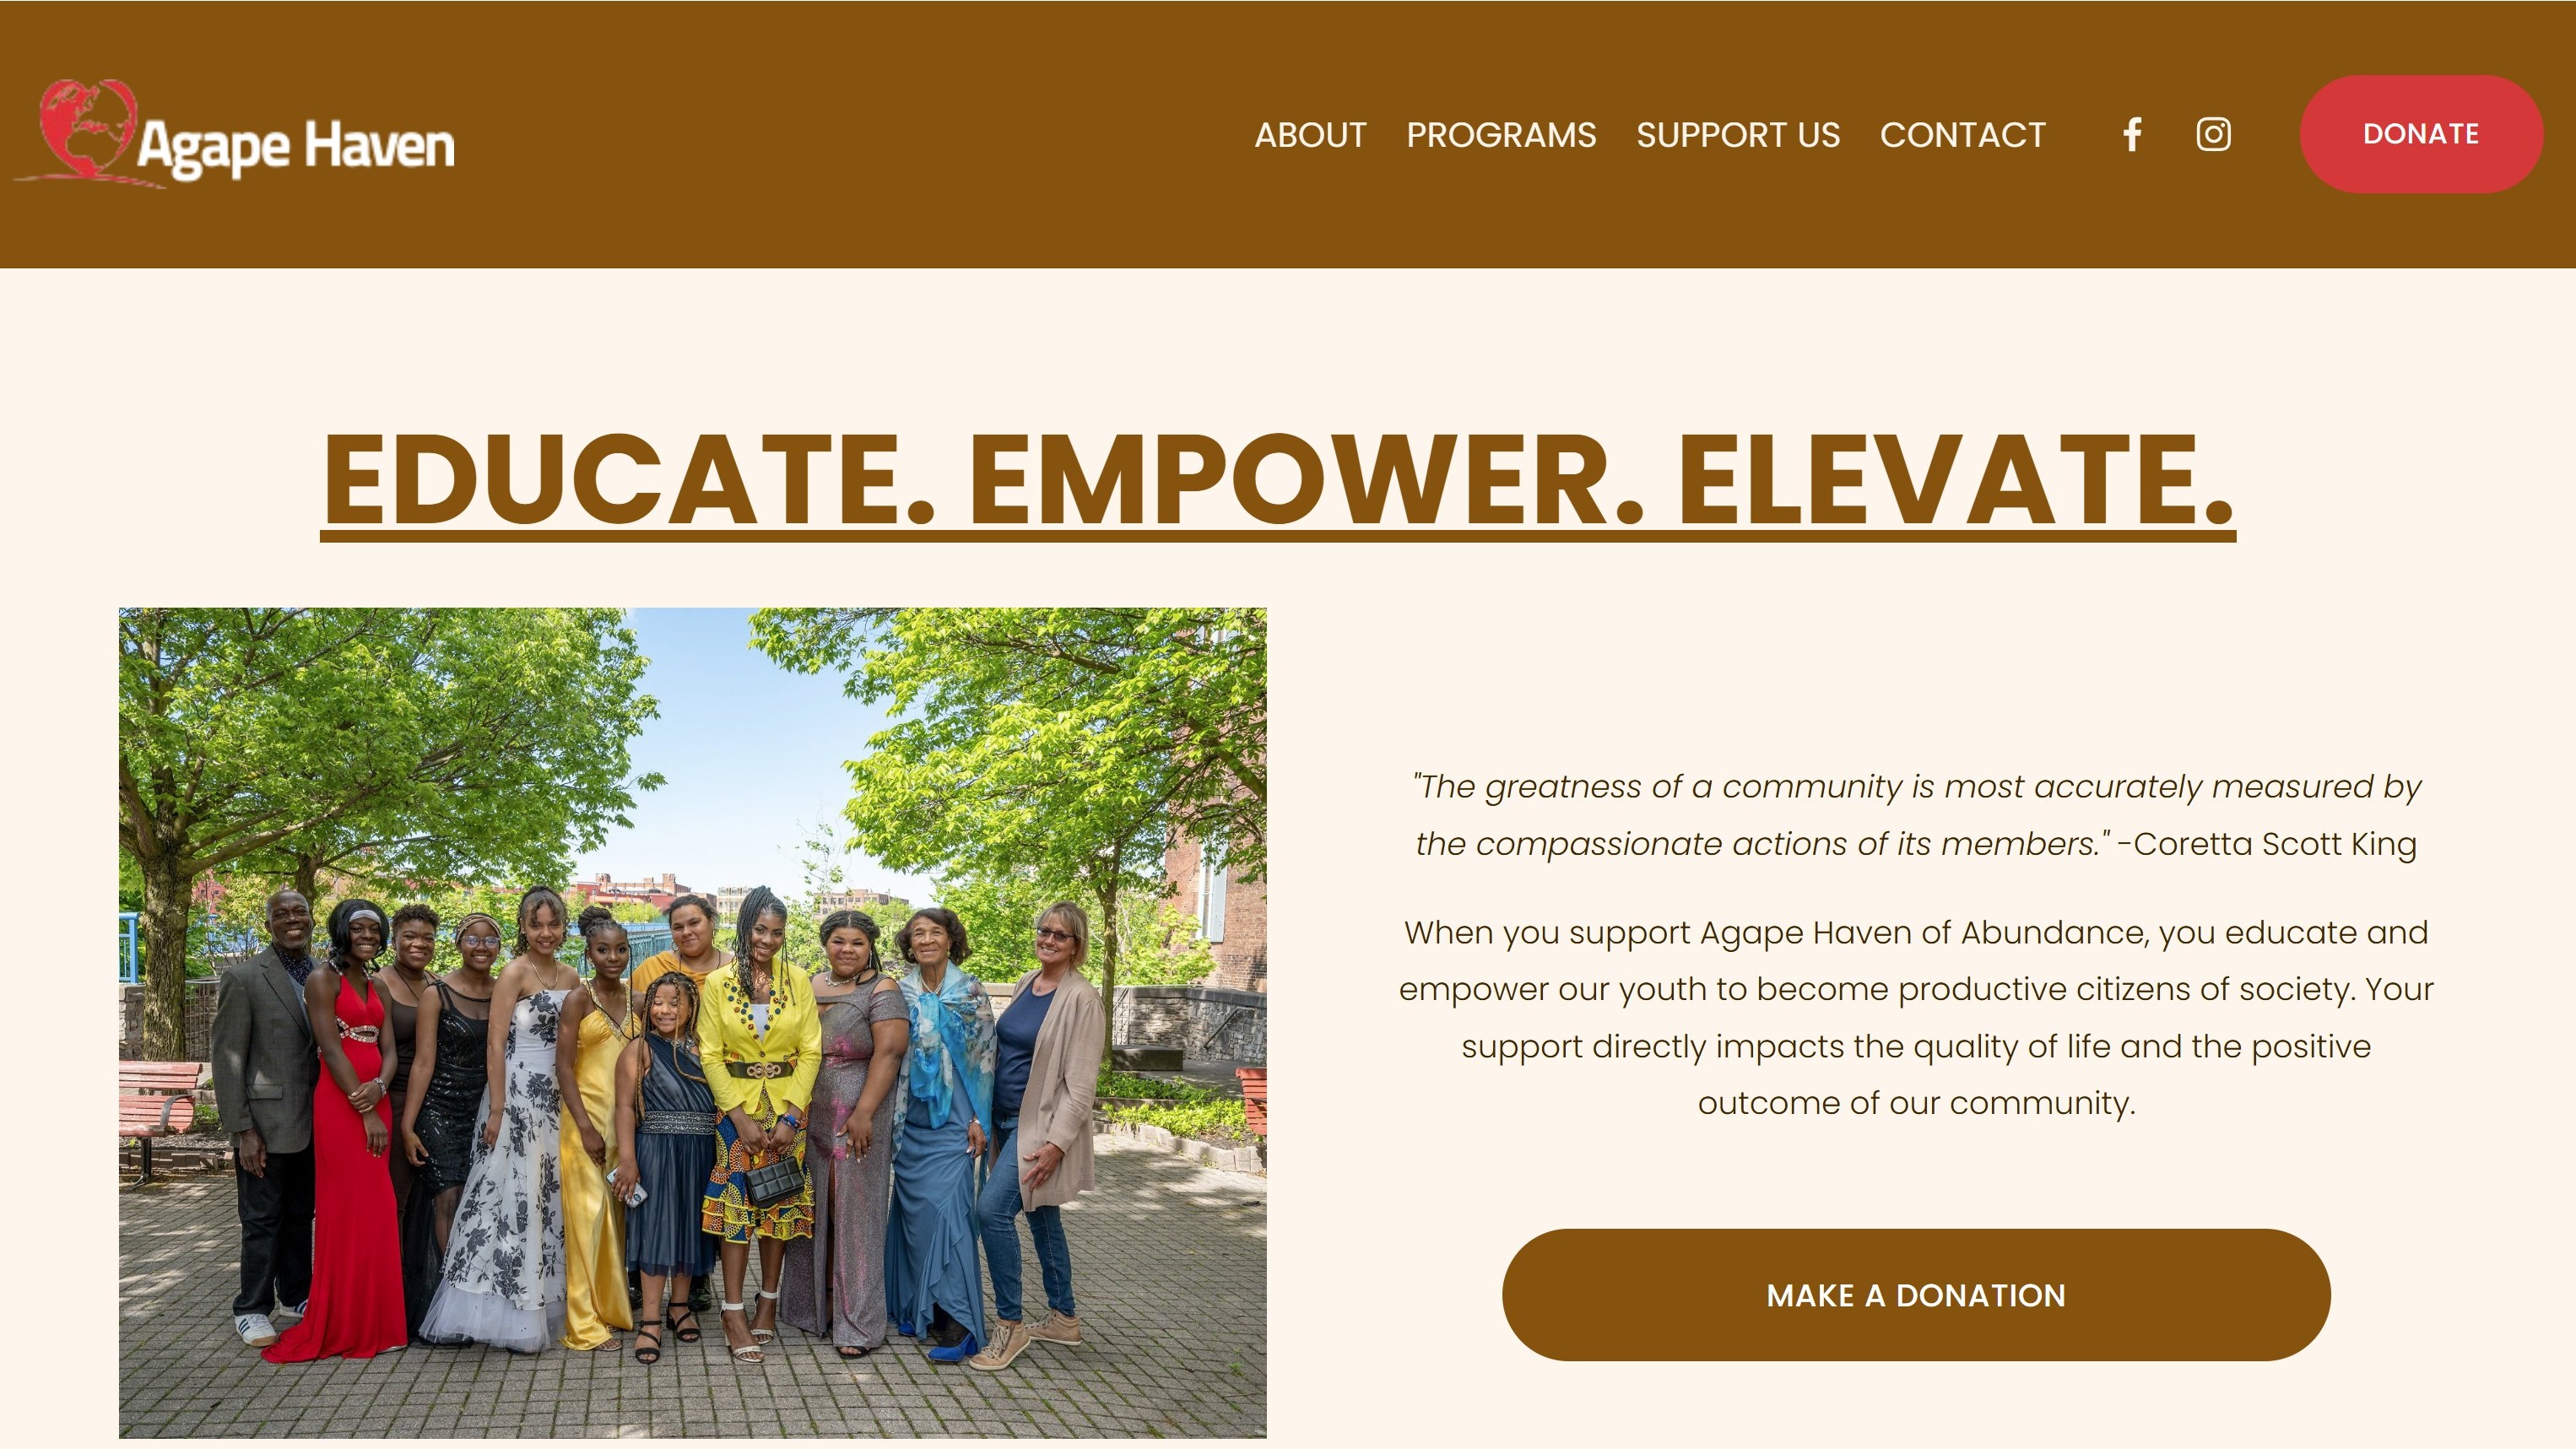 Agape Haven
ABOUT PROGRAMS SUPPORT US CONTACT
DONATE
EDUCATE. EMPOWER. ELEVATE.
"The greatness of a community is most accurately measured by
the compassionate actions of its members." -Coretta Scott King
When you support Agape Haven of Abundance, you educate and
empower our youth to become productive citizens of society. Your
support directly impacts the quality of life and the positive
outcome of our community.
MAKE A DONATION